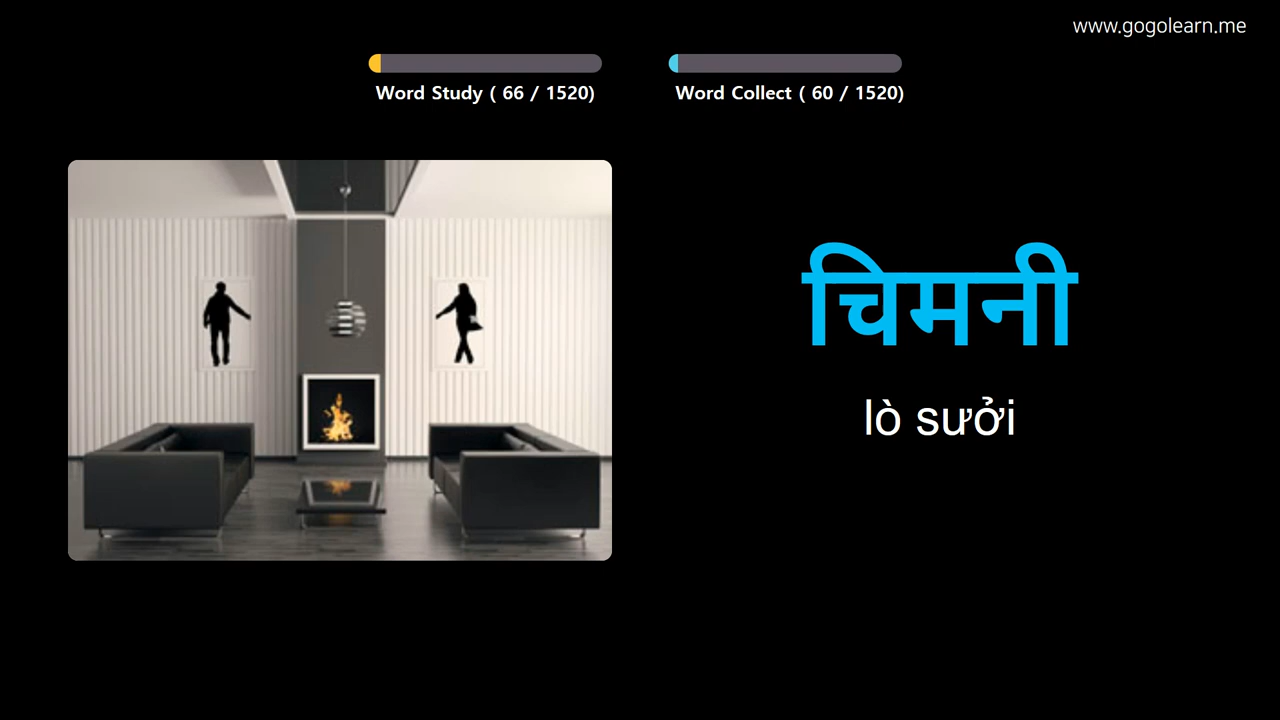 www.gogolearn.me
Word Study ( 66 / 1520)
Word Collect ( 60 / 1520)
चिमनी
lò sưởi